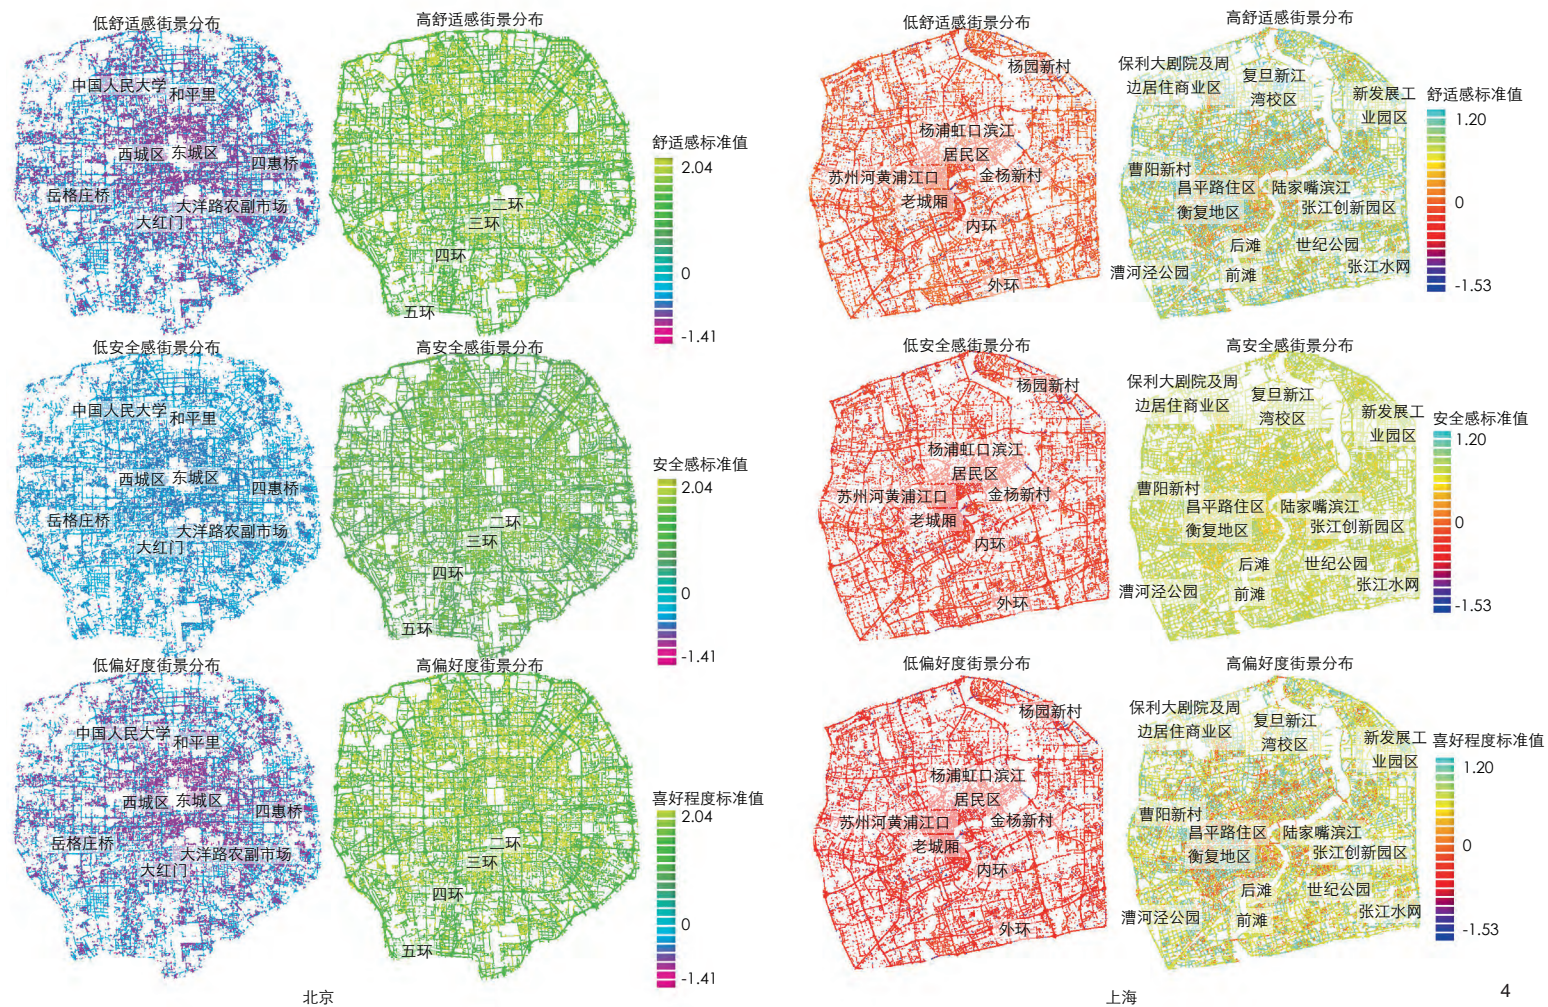 低舒适感街景分布
中国人民大学
和平里
西城区
东城区
四惠桥
岳格庄桥
大洋路农副市场
大红门
高舒适感街景分布
二环
三环
四环
五环
舒适感标准值
2.04
0
-1.41
低舒适感街景分布
杨园新村
杨浦虹口滨江
居民区
苏州河黄浦江口
金杨新村
老城厢
内环
外环
高舒适感街景分布
保利大剧院及周
边居住商业区
复旦新江
湾校区
新发展工
业园区
曹阳新村
昌平路住区
陆家嘴滨江
衡复地区
张江创新园区
后滩
世纪公园
漕河泾公园
前滩
张江水网
舒适感标准值
1.20
0
-1.53
低安全感街景分布
中国人民大学
和平里
西城区
东城区
四惠桥
岳格庄桥
大洋路农副市场
大红门
高安全感街景分布
二环
三环
四环
五环
安全感标准值
2.04
0
-1.41
低安全感街景分布
杨园新村
杨浦虹口滨江
居民区
苏州河黄浦江口
金杨新村
老城厢
内环
外环
高安全感街景分布
保利大剧院及周
边居住商业区
复旦新江
湾校区
新发展工
业园区
曹阳新村
昌平路住区
陆家嘴滨江
衡复地区
张江创新园区
后滩
世纪公园
漕河泾公园
前滩
张江水网
安全感标准值
1.20
0
-1.53
低偏好度街景分布
中国人民大学
和平里
西城区
东城区
四惠桥
岳格庄桥
大洋路农副市场
大红门
高偏好度街景分布
二环
三环
四环
五环
喜好程度标准值
2.04
0
-1.41
低偏好度街景分布
杨园新村
杨浦虹口滨江
居民区
苏州河黄浦江口
金杨新村
老城厢
内环
外环
高偏好度街景分布
保利大剧院及周
边居住商业区
复旦新江
湾校区
新发展工
业园区
曹阳新村
昌平路住区
陆家嘴滨江
衡复地区
张江创新园区
后滩
世纪公园
漕河泾公园
前滩
张江水网
喜好程度标准值
1.20
0
-1.53
北京
上海
4